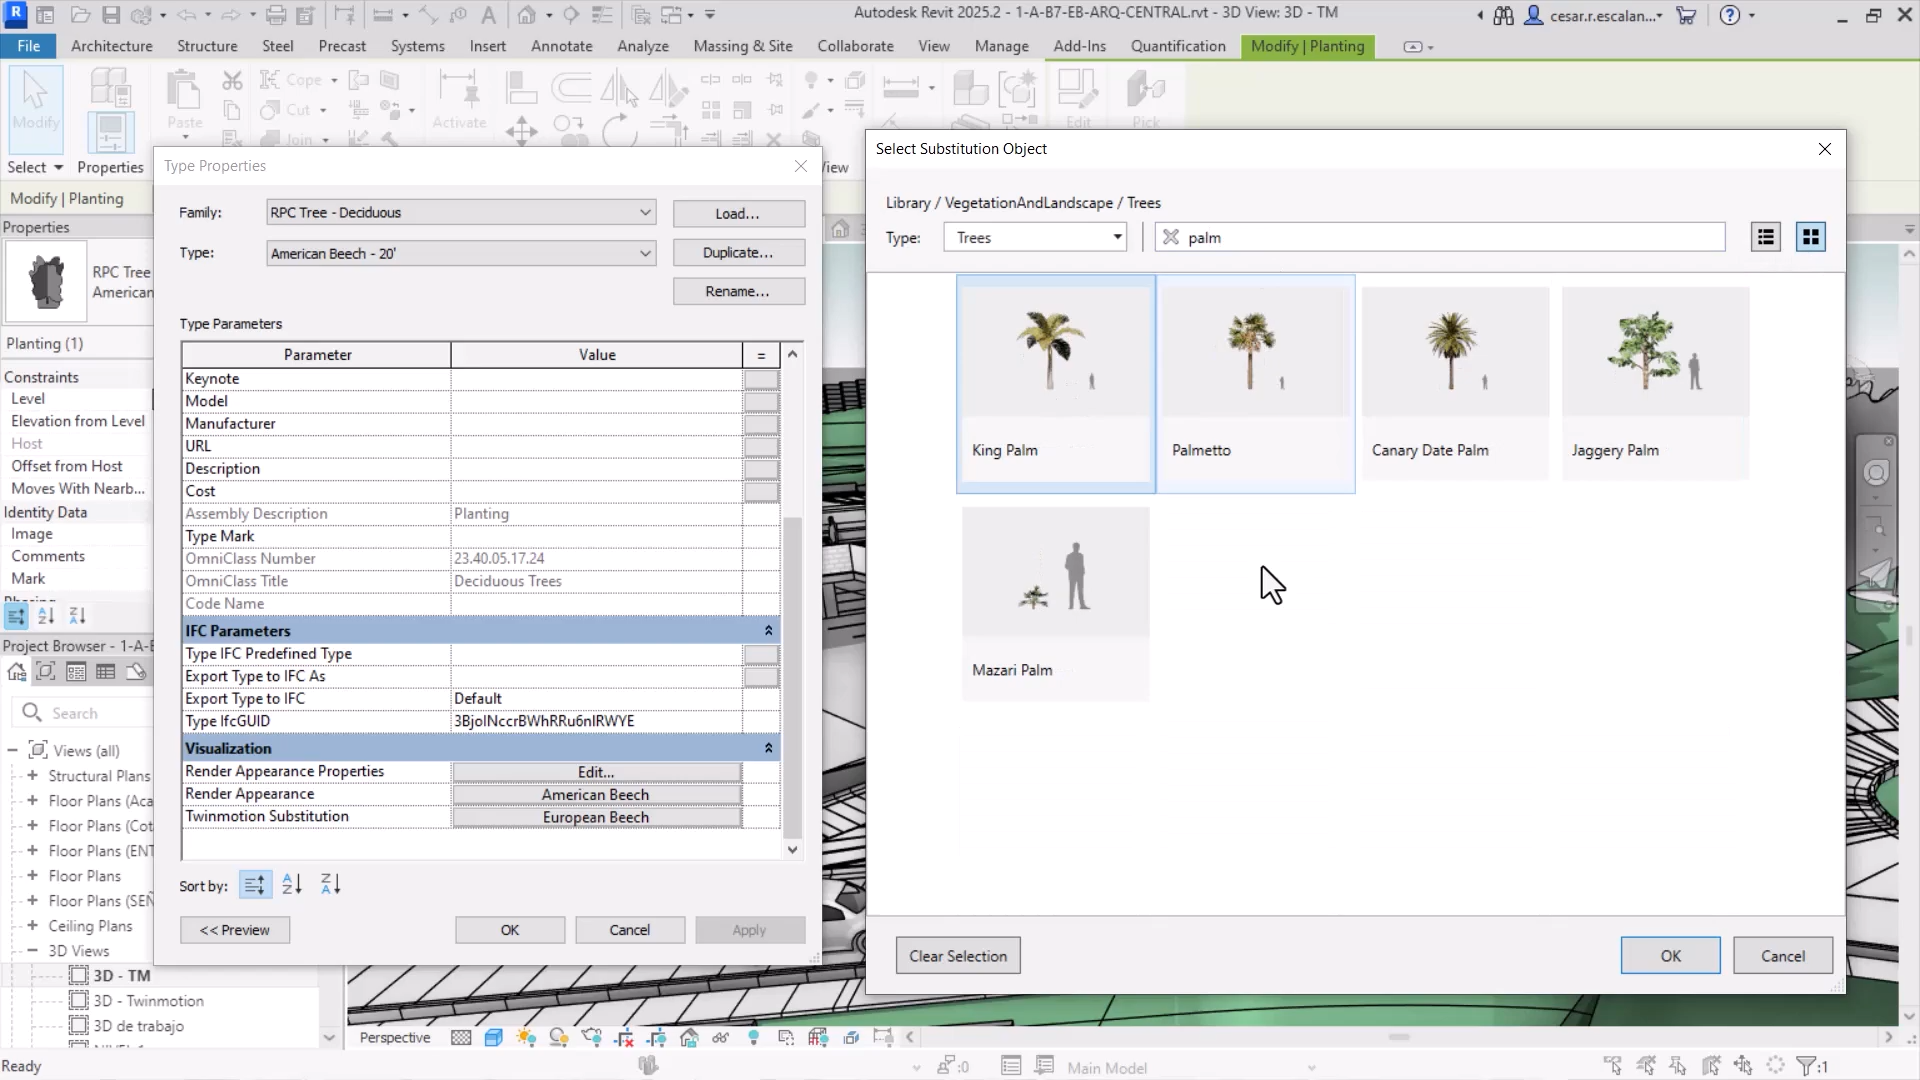 Autodesk Revit 2025.2 - 1-A-B7-EB-ARQ-CENTRAL.rvt - 3D View: 3D - TM
cesar.r.escalan...
File
Architecture
Structure
Steel
Precast
Systems
Insert
Annotate
Analyze
Massing & Site
Collaborate
View
Manage
Add-Ins
Quantification
Modify | Planting
Modify
Paste
Cope
Cut
Join
Activate
Edit
Pick
Select
Properties
Modify | Planting
Properties
RPC Tree
American
Planting (1)
Constraints
Level
Elevation from Level
Host
Offset from Host
Moves With Nearb...
Identity Data
Image
Comments
Mark
Project Browser - 1-A-B
Search
Views (all)
Structural Plans
Floor Plans (Aca
Floor Plans (Cot
Floor Plans (ENT
Floor Plans
Floor Plans (SEÑ
Ceiling Plans
3D Views
3D - TM
3D - Twinmotion
3D de trabajo
Type Properties
Family:
RPC Tree - Deciduous
Load...
Type:
American Beech - 20'
Duplicate...
Rename...
Type Parameters
Parameter
Value
=
Keynote
Model
Manufacturer
URL
Description
Cost
Assembly Description
Planting
Type Mark
OmniClass Number
23.40.05.17.24
OmniClass Title
Deciduous Trees
Code Name
IFC Parameters
Type IFC Predefined Type
Export Type to IFC As
Export Type to IFC
Default
Type IfcGUID
Visualization
Render Appearance Properties
Edit...
Render Appearance
American Beech
Twinmotion Substitution
European Beech
Sort by:
<< Preview
OK
Cancel
Apply
Select Substitution Object
Library / VegetationAndLandscape / Trees
Type:
Trees
palm
King Palm
Palmetto
Canary Date Palm
Jaggery Palm
Mazari Palm
Clear Selection
OK
Cancel
Perspective
Ready
:0
Main Model
:1